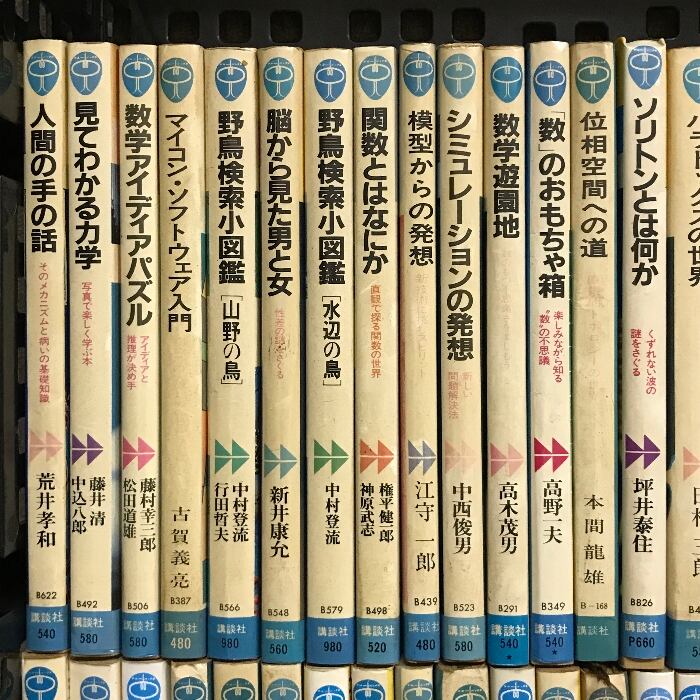 人間の手の話
そのメカニズムと病いの基礎知識
荒井孝和
B622
講談社
540
見てわかる力学
写真で楽しく学ぶ本
藤井清
中込八郎
B492
講談社
580
数学アイディアパズル
アイディアと
推理が決め手
藤村幸三郎
松田道雄
B506
講談社
580
マイコン・ソフトウェア入門
古賀義亮
B387
講談社
480
野鳥検索小図鑑[山野の鳥]
中村登流
行田哲夫
B566
講談社
980
脳から見た男と女
性差の謎をさぐる
新井康允
B548
講談社
560
野鳥検索小図鑑[水辺の鳥]
中村登流
B579
講談社
980
関数とはなにか
直観で探る関数の世界
権平健一郎
神原武志
B498
講談社
520
模型からの発想
江守一郎
B439
講談社
480
シミュレーションの発想
新しい
問題解決法
中西俊男
B523
講談社
580
数学遊園地
高木茂男
B291
講談社
540
*
「数」のおもちゃ箱
楽しみながら知る
"数"の不思議
高野一夫
B349
講談社
540
*
位相空間への道
本間龍雄
B-168
講談社
ソリトンとは何か
くずれない波の
謎をさぐる
坪井泰住
B826
講談社
P660
の世界